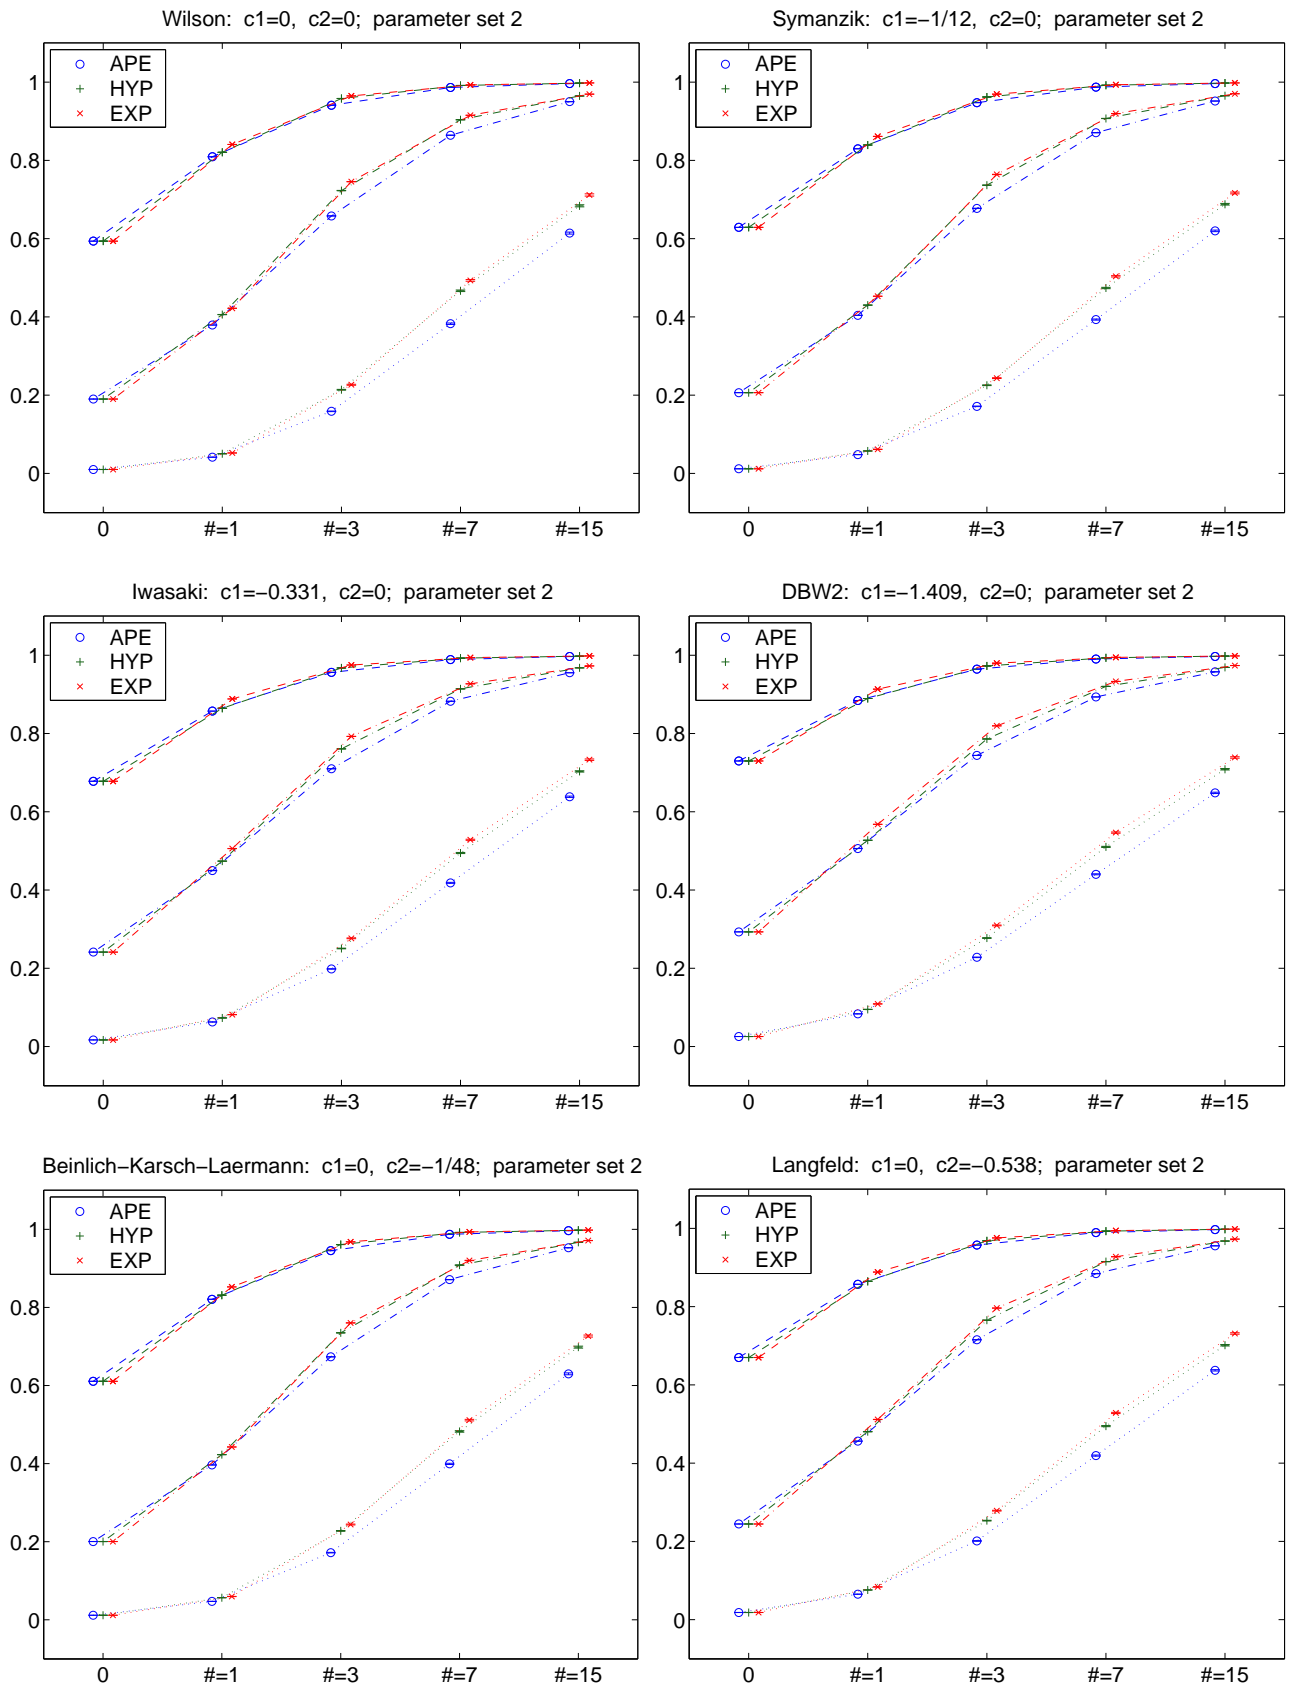 Wilson: c1=0, c2=0; parameter set 2
APE
HYP
EXP
1
0.8
0.6
0.4
0.2
0
0 #=1 #=3 #=7 #=15
Symanzik: c1=−1/12, c2=0; parameter set 2
APE
HYP
EXP
1
0.8
0.6
0.4
0.2
0
0 #=1 #=3 #=7 #=15
Iwasaki: c1=−0.331, c2=0; parameter set 2
APE
HYP
EXP
1
0.8
0.6
0.4
0.2
0
0 #=1 #=3 #=7 #=15
DBW2: c1=−1.409, c2=0; parameter set 2
APE
HYP
EXP
1
0.8
0.6
0.4
0.2
0
0 #=1 #=3 #=7 #=15
Beinlich−Karsch−Laermann: c1=0, c2=−1/48; parameter set 2
APE
HYP
EXP
1
0.8
0.6
0.4
0.2
0
0 #=1 #=3 #=7 #=15
Langfeld: c1=0, c2=−0.538; parameter set 2
APE
HYP
EXP
1
0.8
0.6
0.4
0.2
0
0 #=1 #=3 #=7 #=15